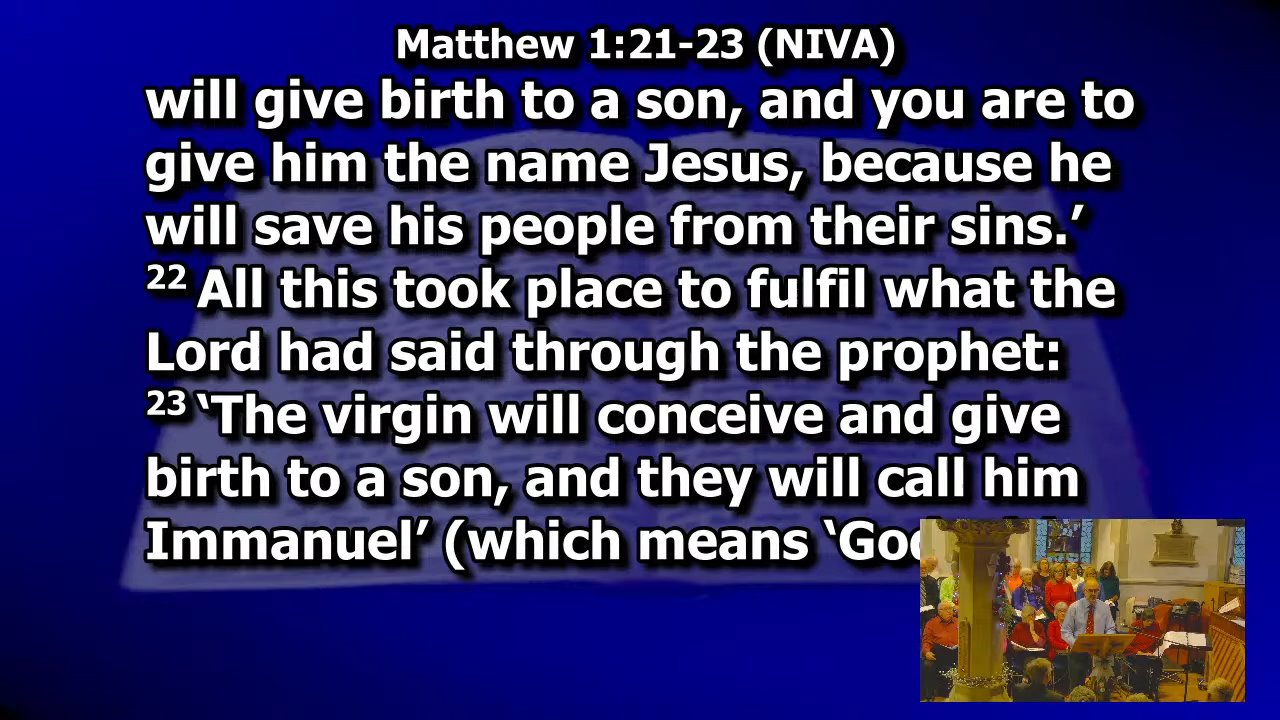 Matthew 1:21-23 (NIVA)
will give birth to a son, and you are to
give him the name Jesus, because he
will save his people from their sins.’
22 All this took place to fulfil what the
Lord had said through the prophet:
23 ‘The virgin will conceive and give
birth to a son, and they will call him
Immanuel’ (which means ‘God